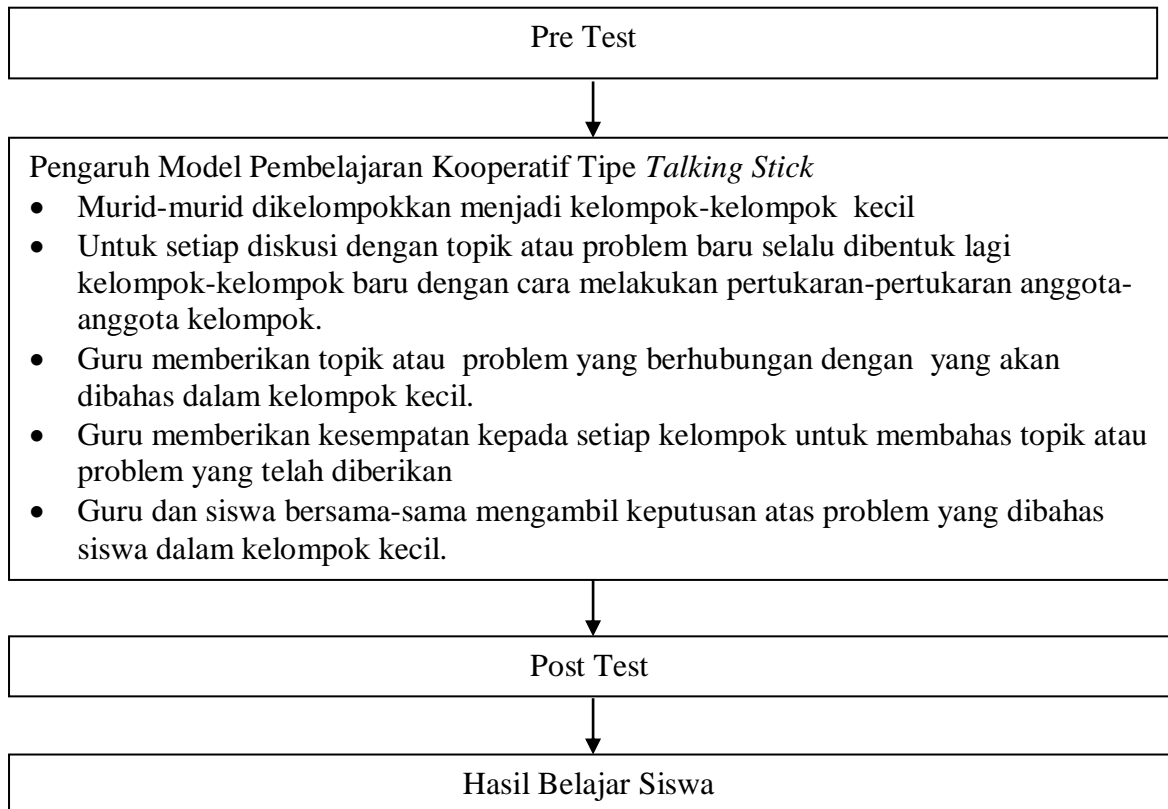 Pre Test
Pengaruh Model Pembelajaran Kooperatif Tipe Talking Stick
• Murid-murid dikelompokkan menjadi kelompok-kelompok kecil
• Untuk setiap diskusi dengan topik atau problem baru selalu dibentuk lagi
kelompok-kelompok baru dengan cara melakukan pertukaran-pertukaran anggota-
anggota kelompok.
• Guru memberikan topik atau problem yang berhubungan dengan yang akan
dibahas dalam kelompok kecil.
• Guru memberikan kesempatan kepada setiap kelompok untuk membahas topik atau
problem yang telah diberikan
• Guru dan siswa bersama-sama mengambil keputusan atas problem yang dibahas
siswa dalam kelompok kecil.
Post Test
Hasil Belajar Siswa